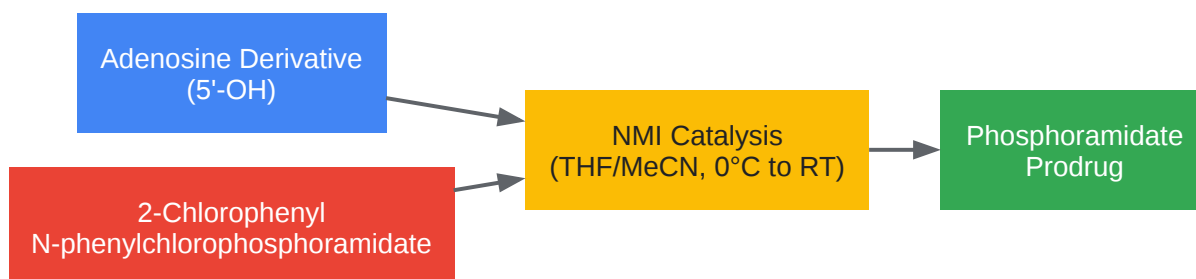 Adenosine Derivative
(5'-OH)
2-Chlorophenyl
N-phenylchlorophosphoramidate
NMI Catalysis
(THF/MeCN, 0°C to RT)
Phosphoramidate
Prodrug